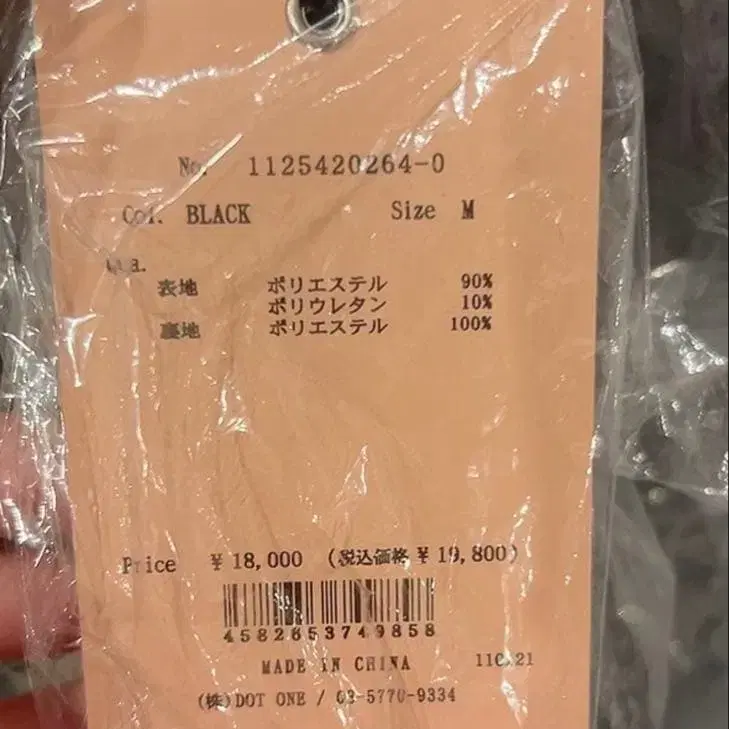 No. 1125420264-0
Col. BLACK Size M
Qua.
表地 ポリエステル 90%
ポリウレタン 10%
裏地 ポリエステル 100%
Price ¥18,000 (税込価格 ¥19,800)
4582653749858
MADE IN CHINA
(株)DOT ONE / 03-5770-9334